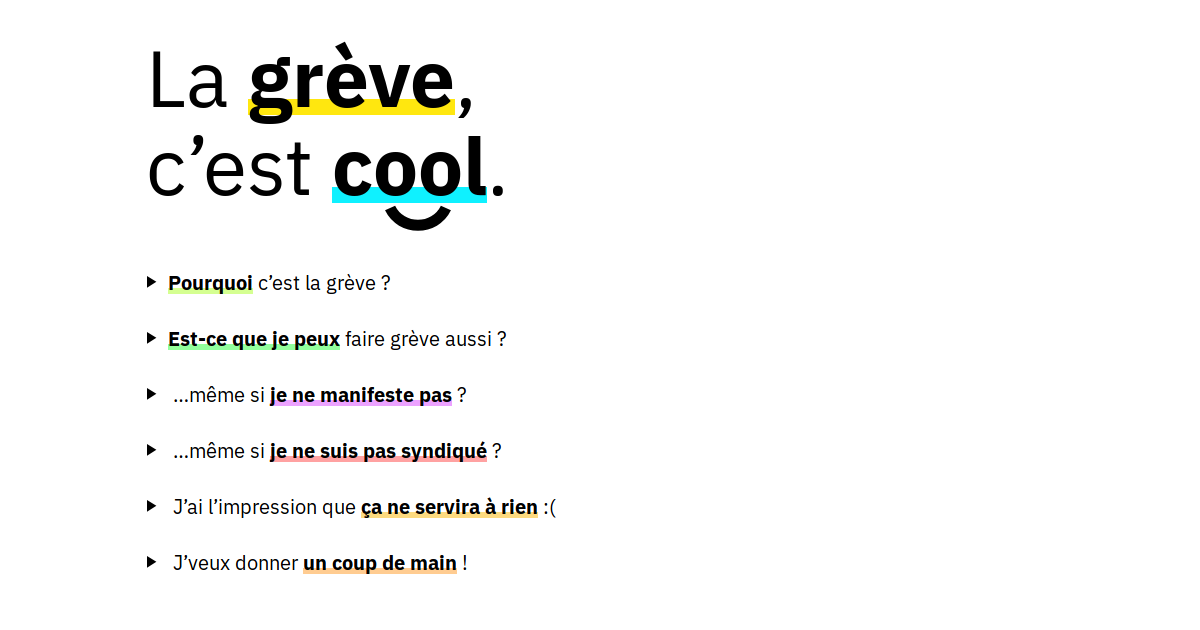 La grève,
c’est cool.
Pourquoi c’est la grève ?
Est-ce que je peux faire grève aussi ?
…même si je ne manifeste pas ?
…même si je ne suis pas syndiqué ?
J’ai l’impression que ça ne servira à rien :(
J’veux donner un coup de main !